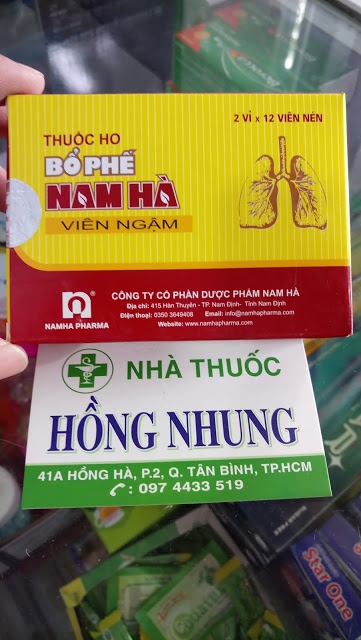 THUỐC HO
2 VỈ x 12 VIÊN NÉN
BỔ PHẾ
NAM HÀ
VIÊN NGẬM
NAMHA PHARMA
CÔNG TY CỔ PHẦN DƯỢC PHẨM NAM HÀ
Địa chỉ: 415 Hàn Thuyên - TP. Nam Định- Tỉnh Nam Định
Điện thoại: 0350 3649408 Email: info@namhapharma.com
Website: www.namhapharma.com
NHÀ THUỐC
HỒNG NHUNG
41A HỒNG HÀ, P.2, Q. TÂN BÌNH, TP.HCM
: 097 4433 519
Star One